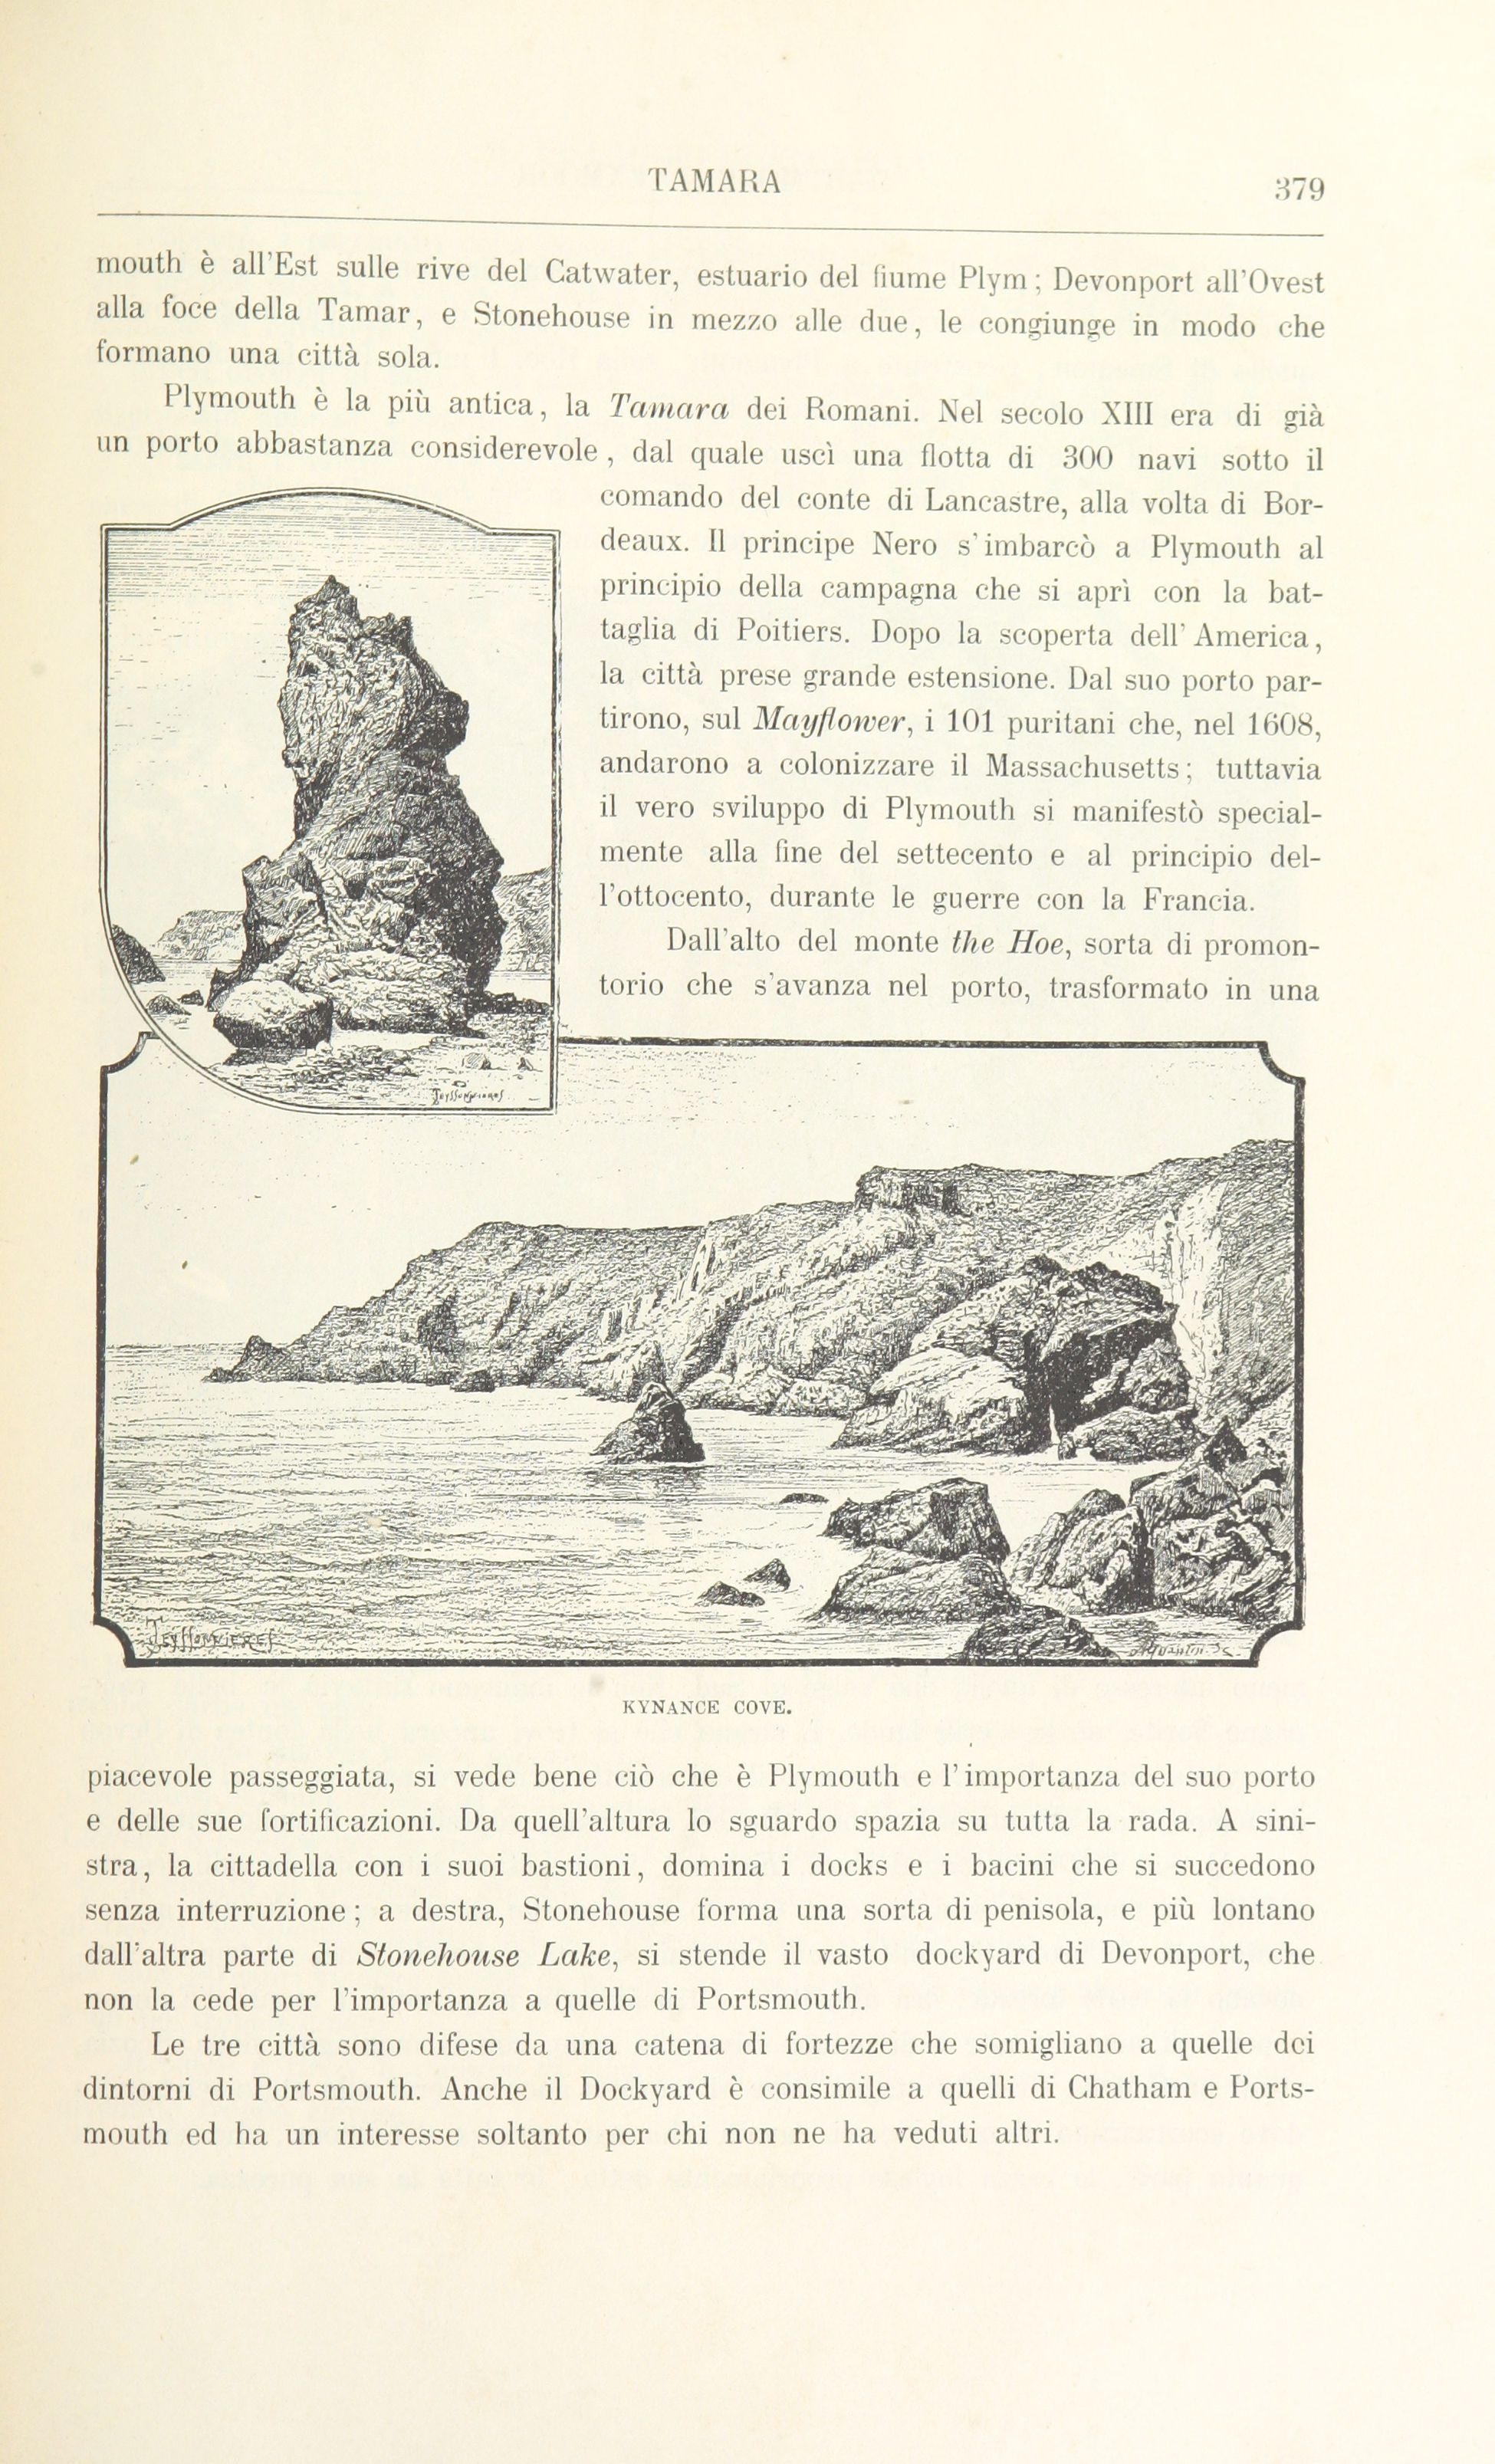 TAMARA
379
mouth è all'Est sulle rive del Catwater, estuario del fiume Plym; Devonport all'Ovest
alla foce della Tamar, e Stonehouse in mezzo alle due, le congiunge in modo che
formano una città sola.
Plymouth è la più antica, la Tamara dei Romani. Nel secolo XIII era di già
un porto abbastanza considerevole, dal quale uscì una flotta di 300 navi sotto il
comando del conte di Lancastre, alla volta di Bor-
deaux. Il principe Nero s'imbarcò a Plymouth al
principio della campagna che si aprì con la bat-
taglia di Poitiers. Dopo la scoperta dell'America,
la città prese grande estensione. Dal suo porto par-
tirono, sul Mayflower, i 101 puritani che, nel 1608,
andarono a colonizzare il Massachusetts; tuttavia
il vero sviluppo di Plymouth si manifestò special-
mente alla fine del settecento e al principio del-
l'ottocento, durante le guerre con la Francia.
Dall'alto del monte the Hoe, sorta di promon-
torio che s'avanza nel porto, trasformato in una
Teyssonnieres
Teyssonnieres
KYNANCE COVE.
piacevole passeggiata, si vede bene ciò che è Plymouth e l'importanza del suo porto
e delle sue fortificazioni. Da quell'altura lo sguardo spazia su tutta la rada. A sini-
stra, la cittadella con i suoi bastioni, domina i docks e i bacini che si succedono
senza interruzione; a destra, Stonehouse forma una sorta di penisola, e più lontano
dall'altra parte di Stonehouse Lake, si stende il vasto dockyard di Devonport, che
non la cede per l'importanza a quelle di Portsmouth.
Le tre città sono difese da una catena di fortezze che somigliano a quelle dei
dintorni di Portsmouth. Anche il Dockyard è consimile a quelli di Chatham e Ports-
mouth ed ha un interesse soltanto per chi non ne ha veduti altri.